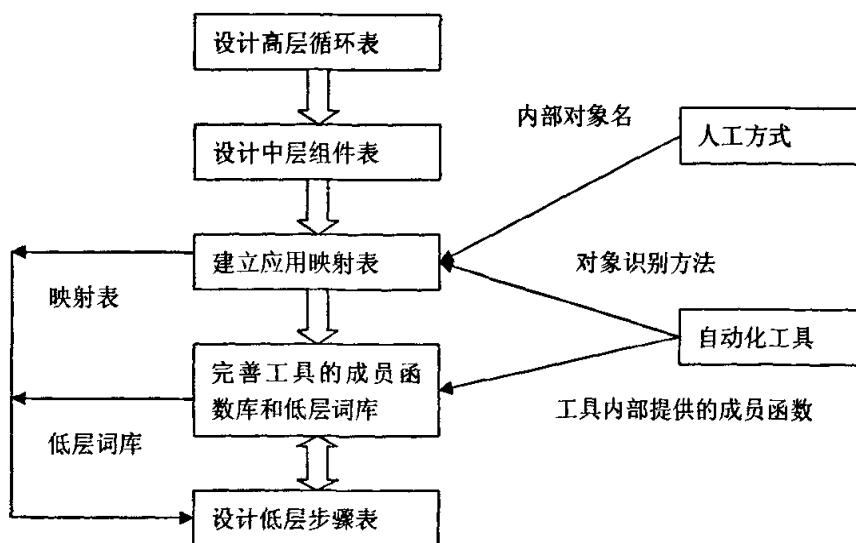 设计高层循环表
内部对象名
人工方式
设计中层组件表
建立应用映射表
对象识别方法
映射表
自动化工具
完善工具的成员函
数库和低层词库
工具内部提供的成员函数
低层词库
设计低层步骤表